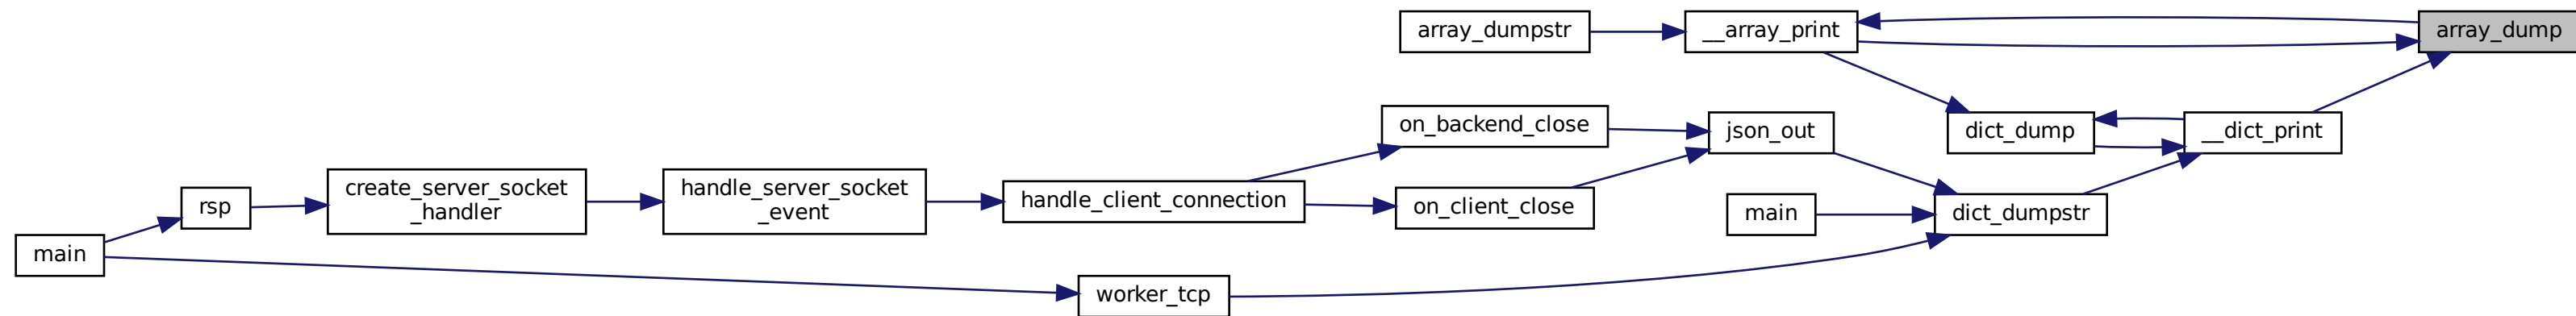 array_dumpstr
__array_print
array_dump
on_backend_close
json_out
dict_dump
__dict_print
create_server_socket
_handler
handle_server_socket
_event
handle_client_connection
rsp
on_client_close
main
dict_dumpstr
main
worker_tcp